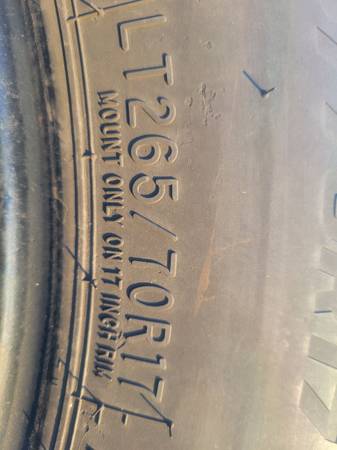 LT265/70R17
MOUNT ONLY ON 17 INCH RIM